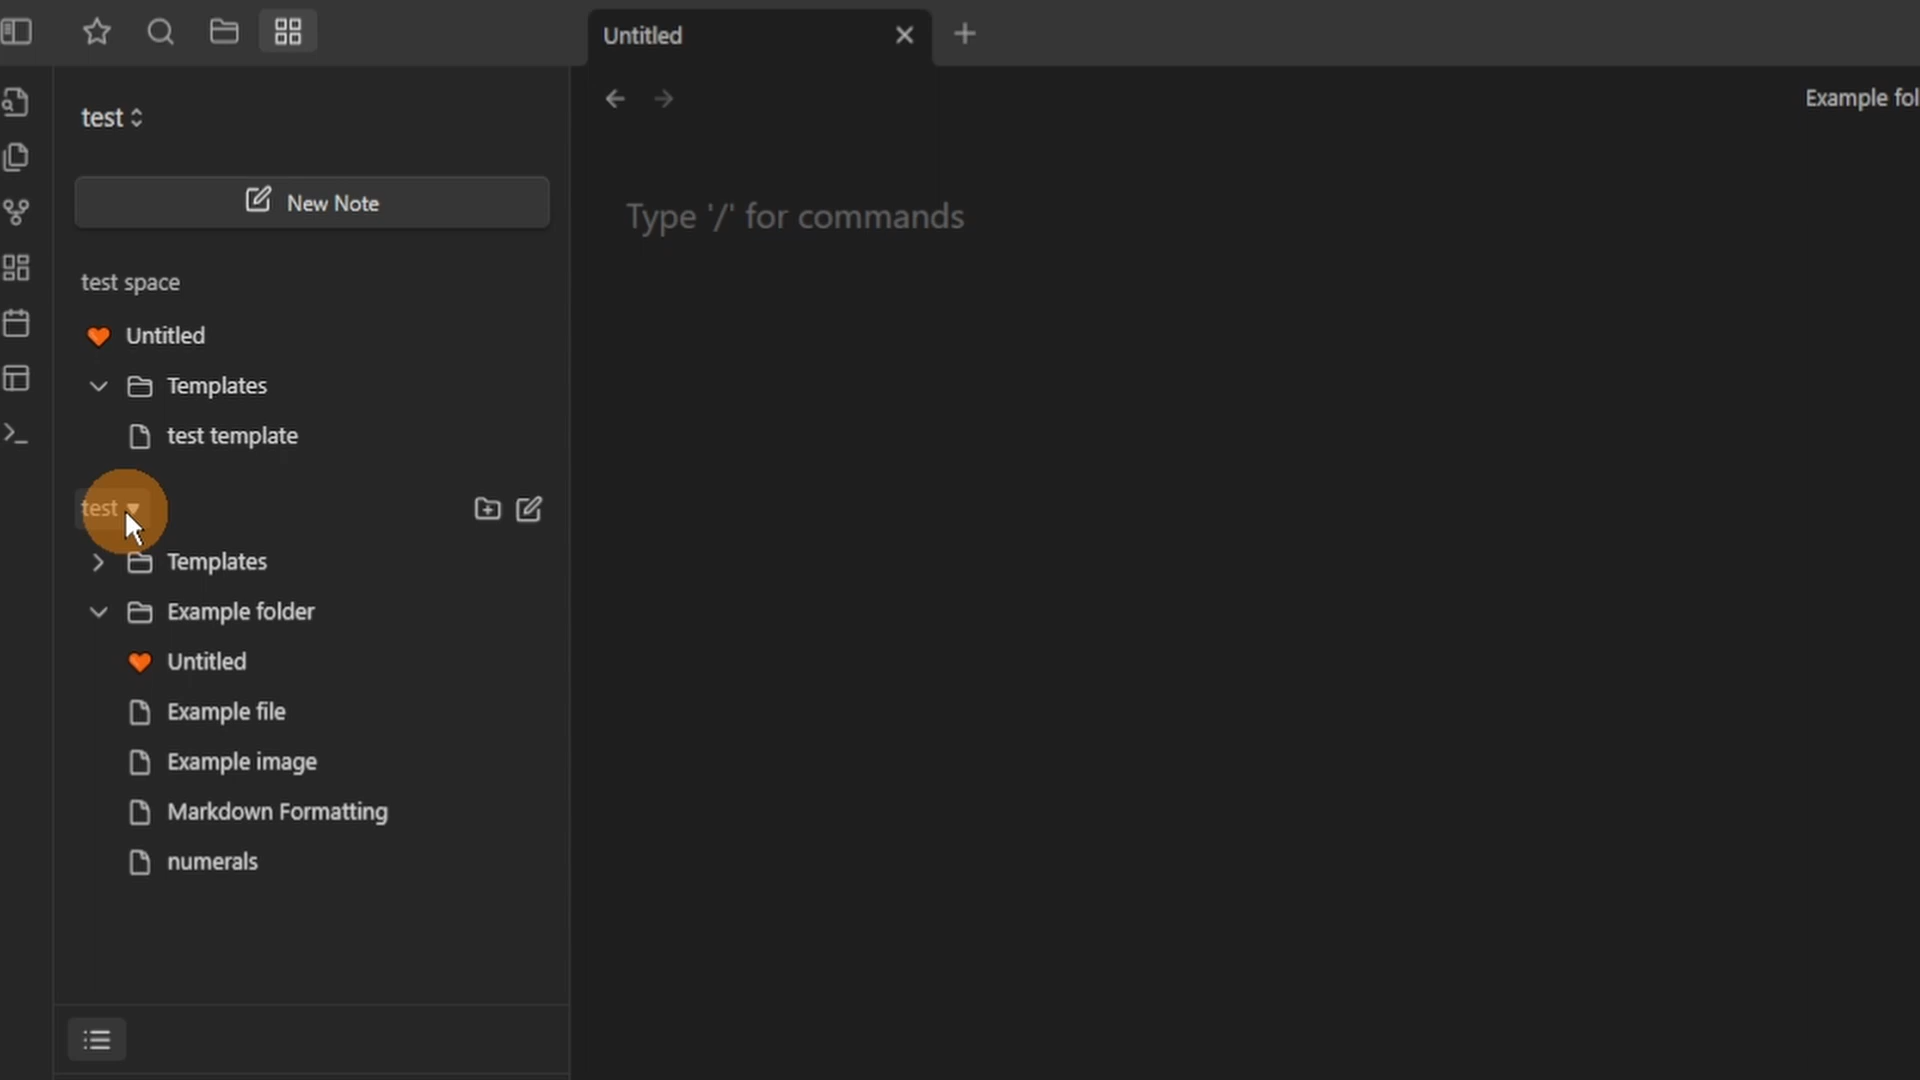 Untitled
Example fol
test
New Note
Type '/' for commands
test space
Untitled
Templates
test template
test
Templates
Example folder
Untitled
Example file
Example image
Markdown Formatting
numerals